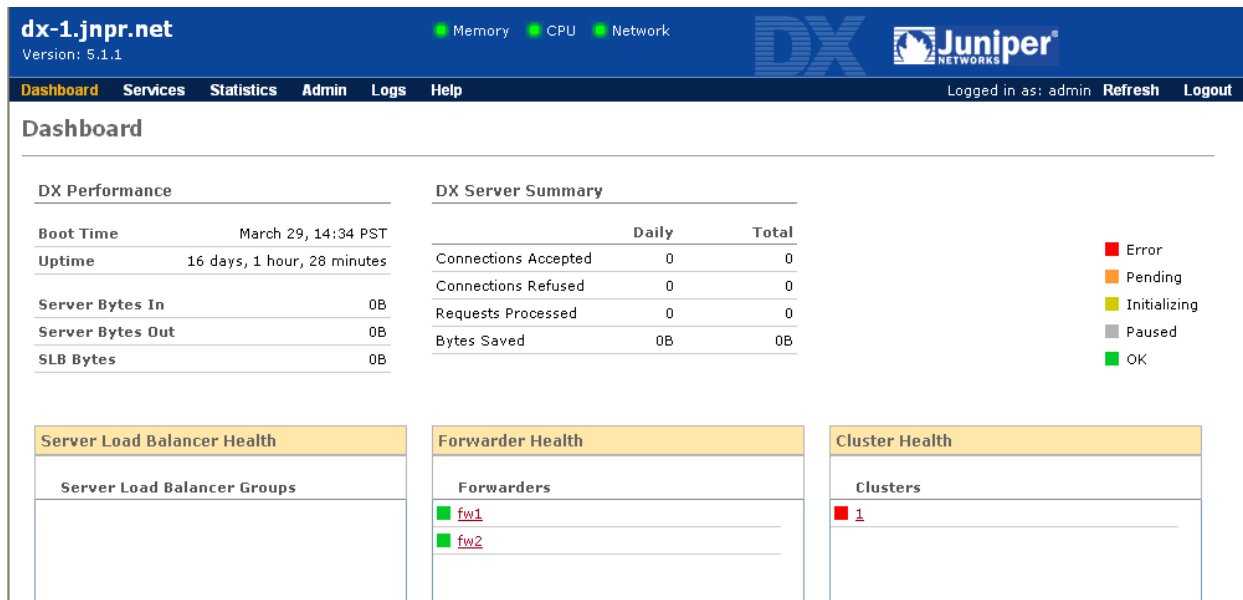 dx-1.jnpr.net
Version: 5.1.1
Memory CPU Network
DX
Juniper®
NETWORKS
Dashboard Services Statistics Admin Logs Help Logged in as: admin Refresh Logout
Dashboard
DX Performance
Boot Time March 29, 14:34 PST
Uptime 16 days, 1 hour, 28 minutes
Server Bytes In 0B
Server Bytes Out 0B
SLB Bytes 0B
DX Server Summary
Daily Total
Connections Accepted 0 0
Connections Refused 0 0
Requests Processed 0 0
Bytes Saved 0B 0B
Error
Pending
Initializing
Paused
OK
Server Load Balancer Health
Server Load Balancer Groups
Forwarder Health
Forwarders
fw1
fw2
Cluster Health
Clusters
1